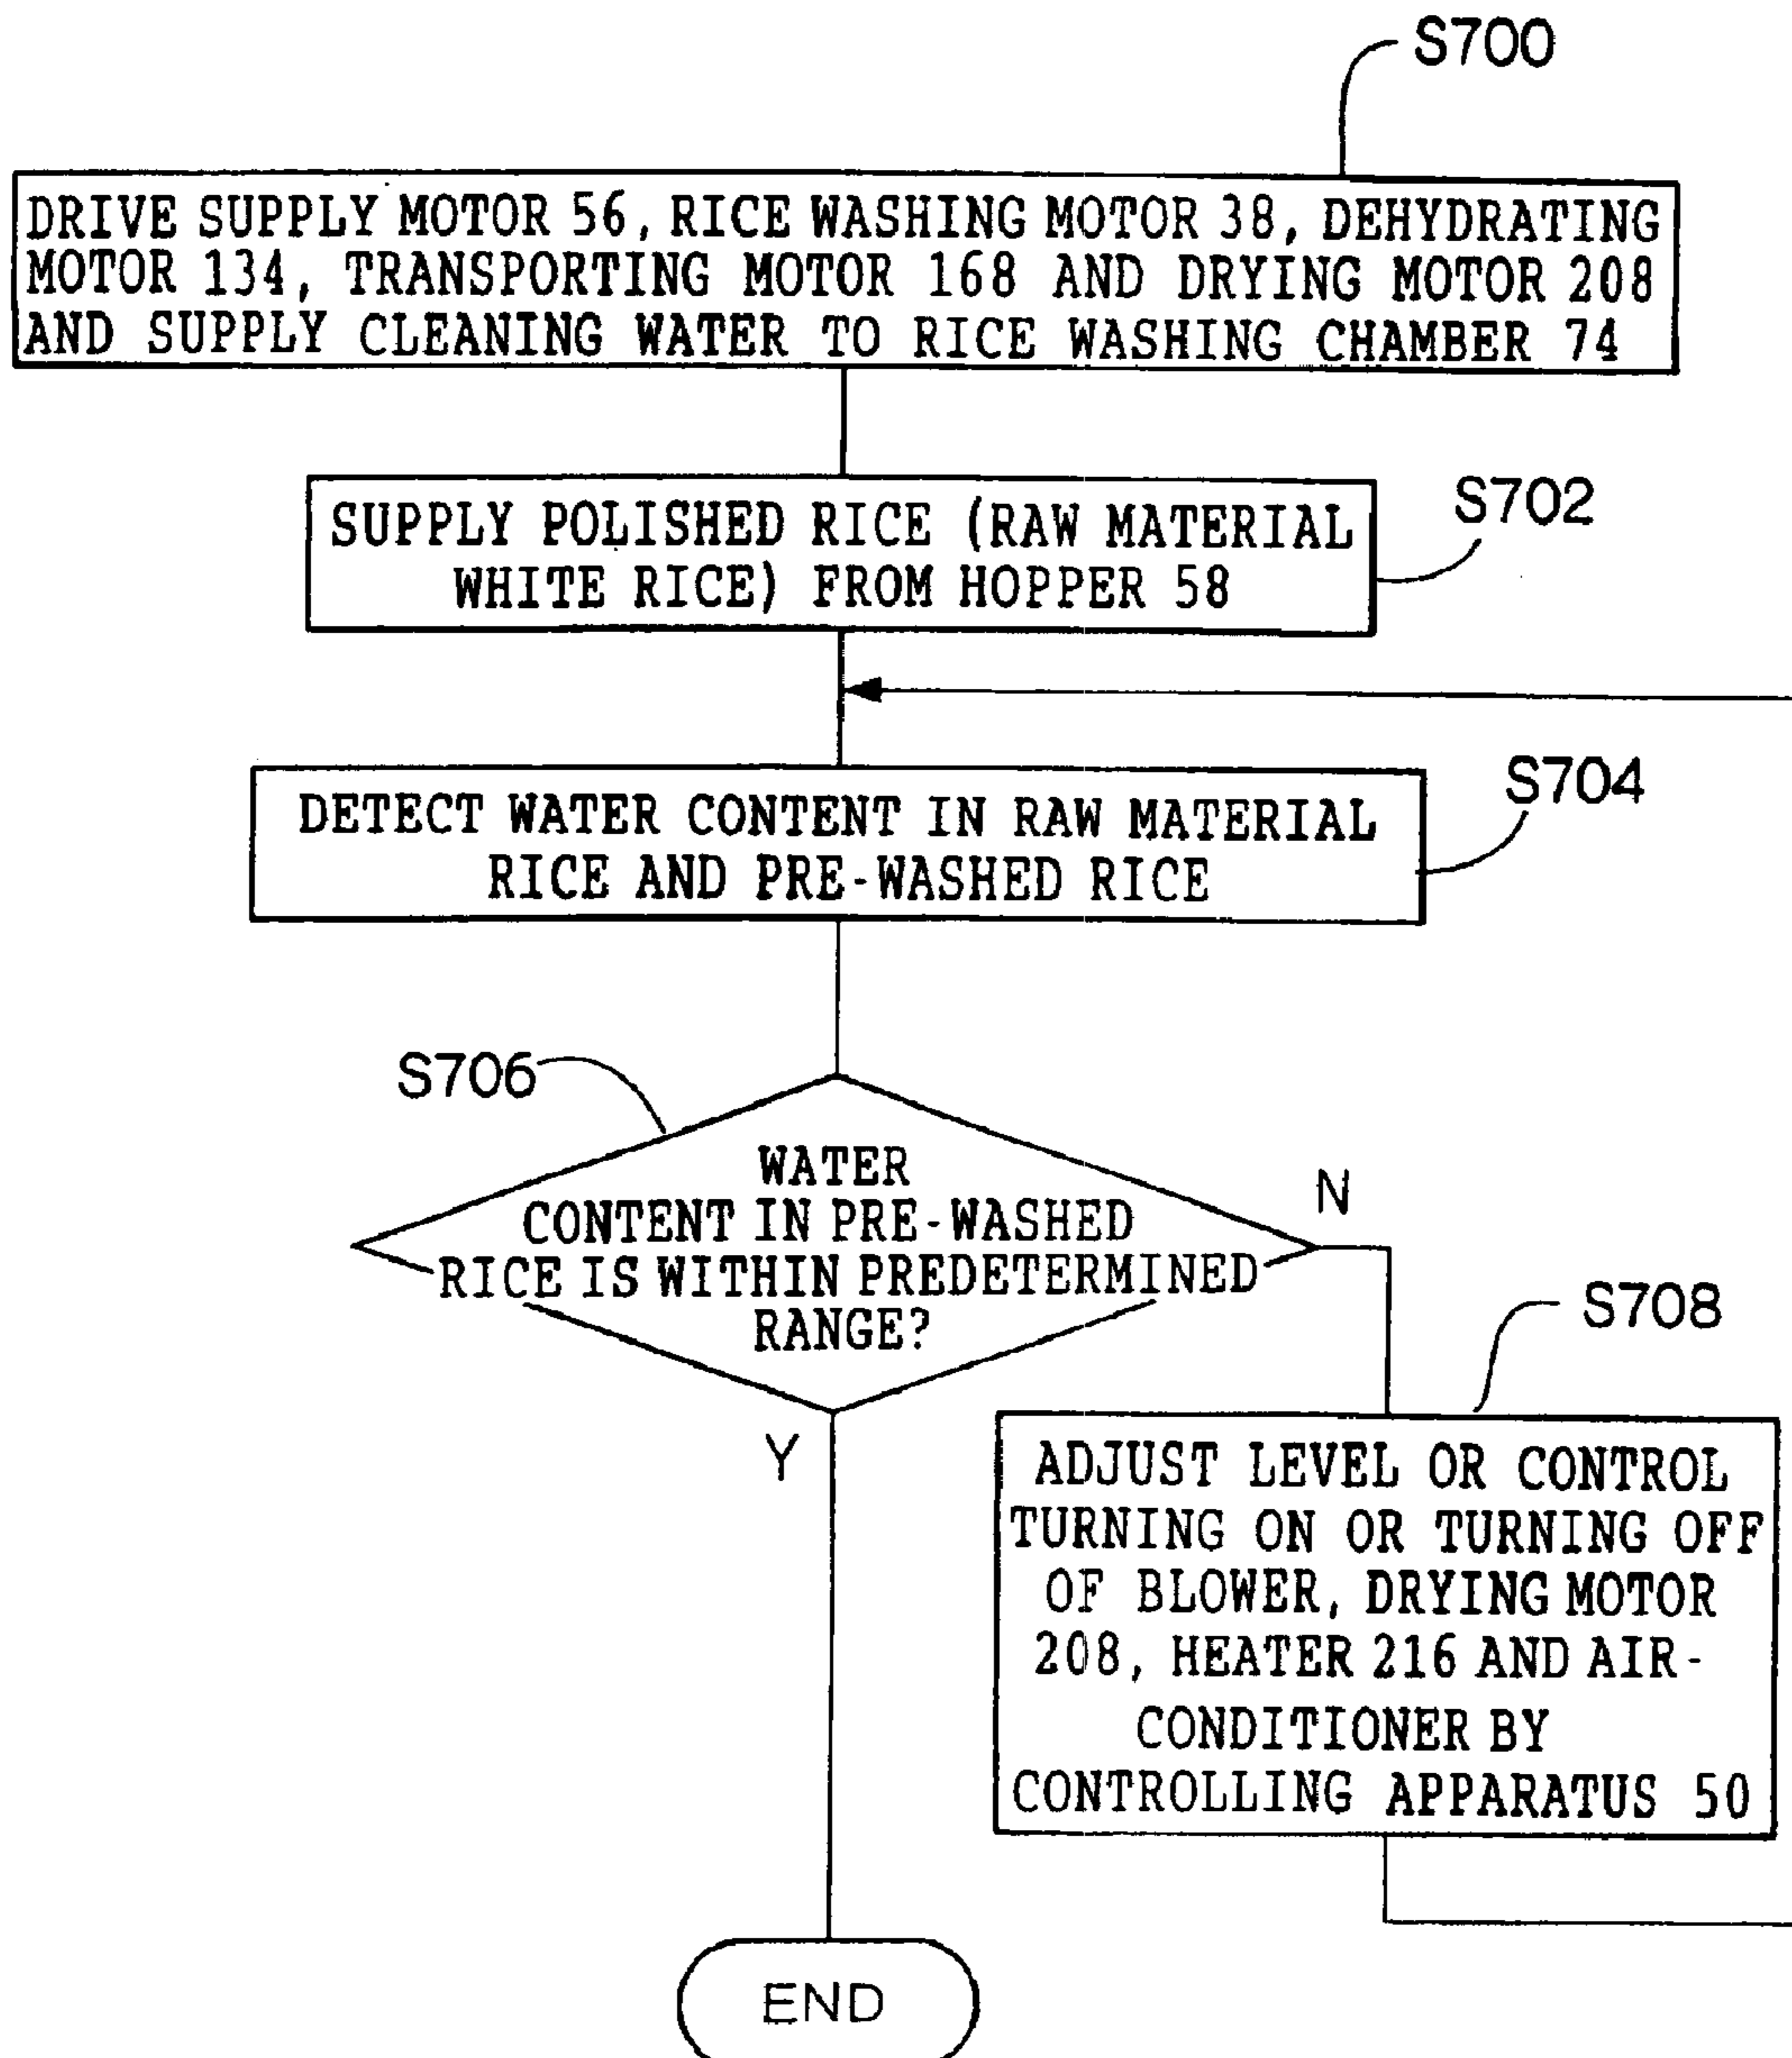 S700
DRIVE SUPPLY MOTOR 56, RICE WASHING MOTOR 38, DEHYDRATING
MOTOR 134, TRANSPORTING MOTOR 168 AND DRYING MOTOR 208
AND SUPPLY CLEANING WATER TO RICE WASHING CHAMBER 74
S702
SUPPLY POLISHED RICE (RAW MATERIAL
WHITE RICE) FROM HOPPER 58
S704
DETECT WATER CONTENT IN RAW MATERIAL
RICE AND PRE-WASHED RICE
S706
WATER
CONTENT IN PRE-WASHED
RICE IS WITHIN PREDETERMINED
RANGE?
N
Y
S708
ADJUST LEVEL OR CONTROL
TURNING ON OR TURNING OFF
OF BLOWER, DRYING MOTOR
208, HEATER 216 AND AIR-
CONDITIONER BY
CONTROLLING APPARATUS 50
END